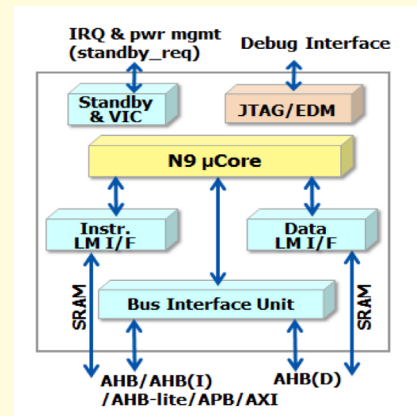 IRQ & pwr mgmt
(standby_req)
Debug Interface
Standby
& VIC
JTAG/EDM
N9 µCore
Instr.
LM I/F
Data
LM I/F
SRAM
SRAM
Bus Interface Unit
AHB/AHB(I)
/AHB-lite/APB/AXI
AHB(D)